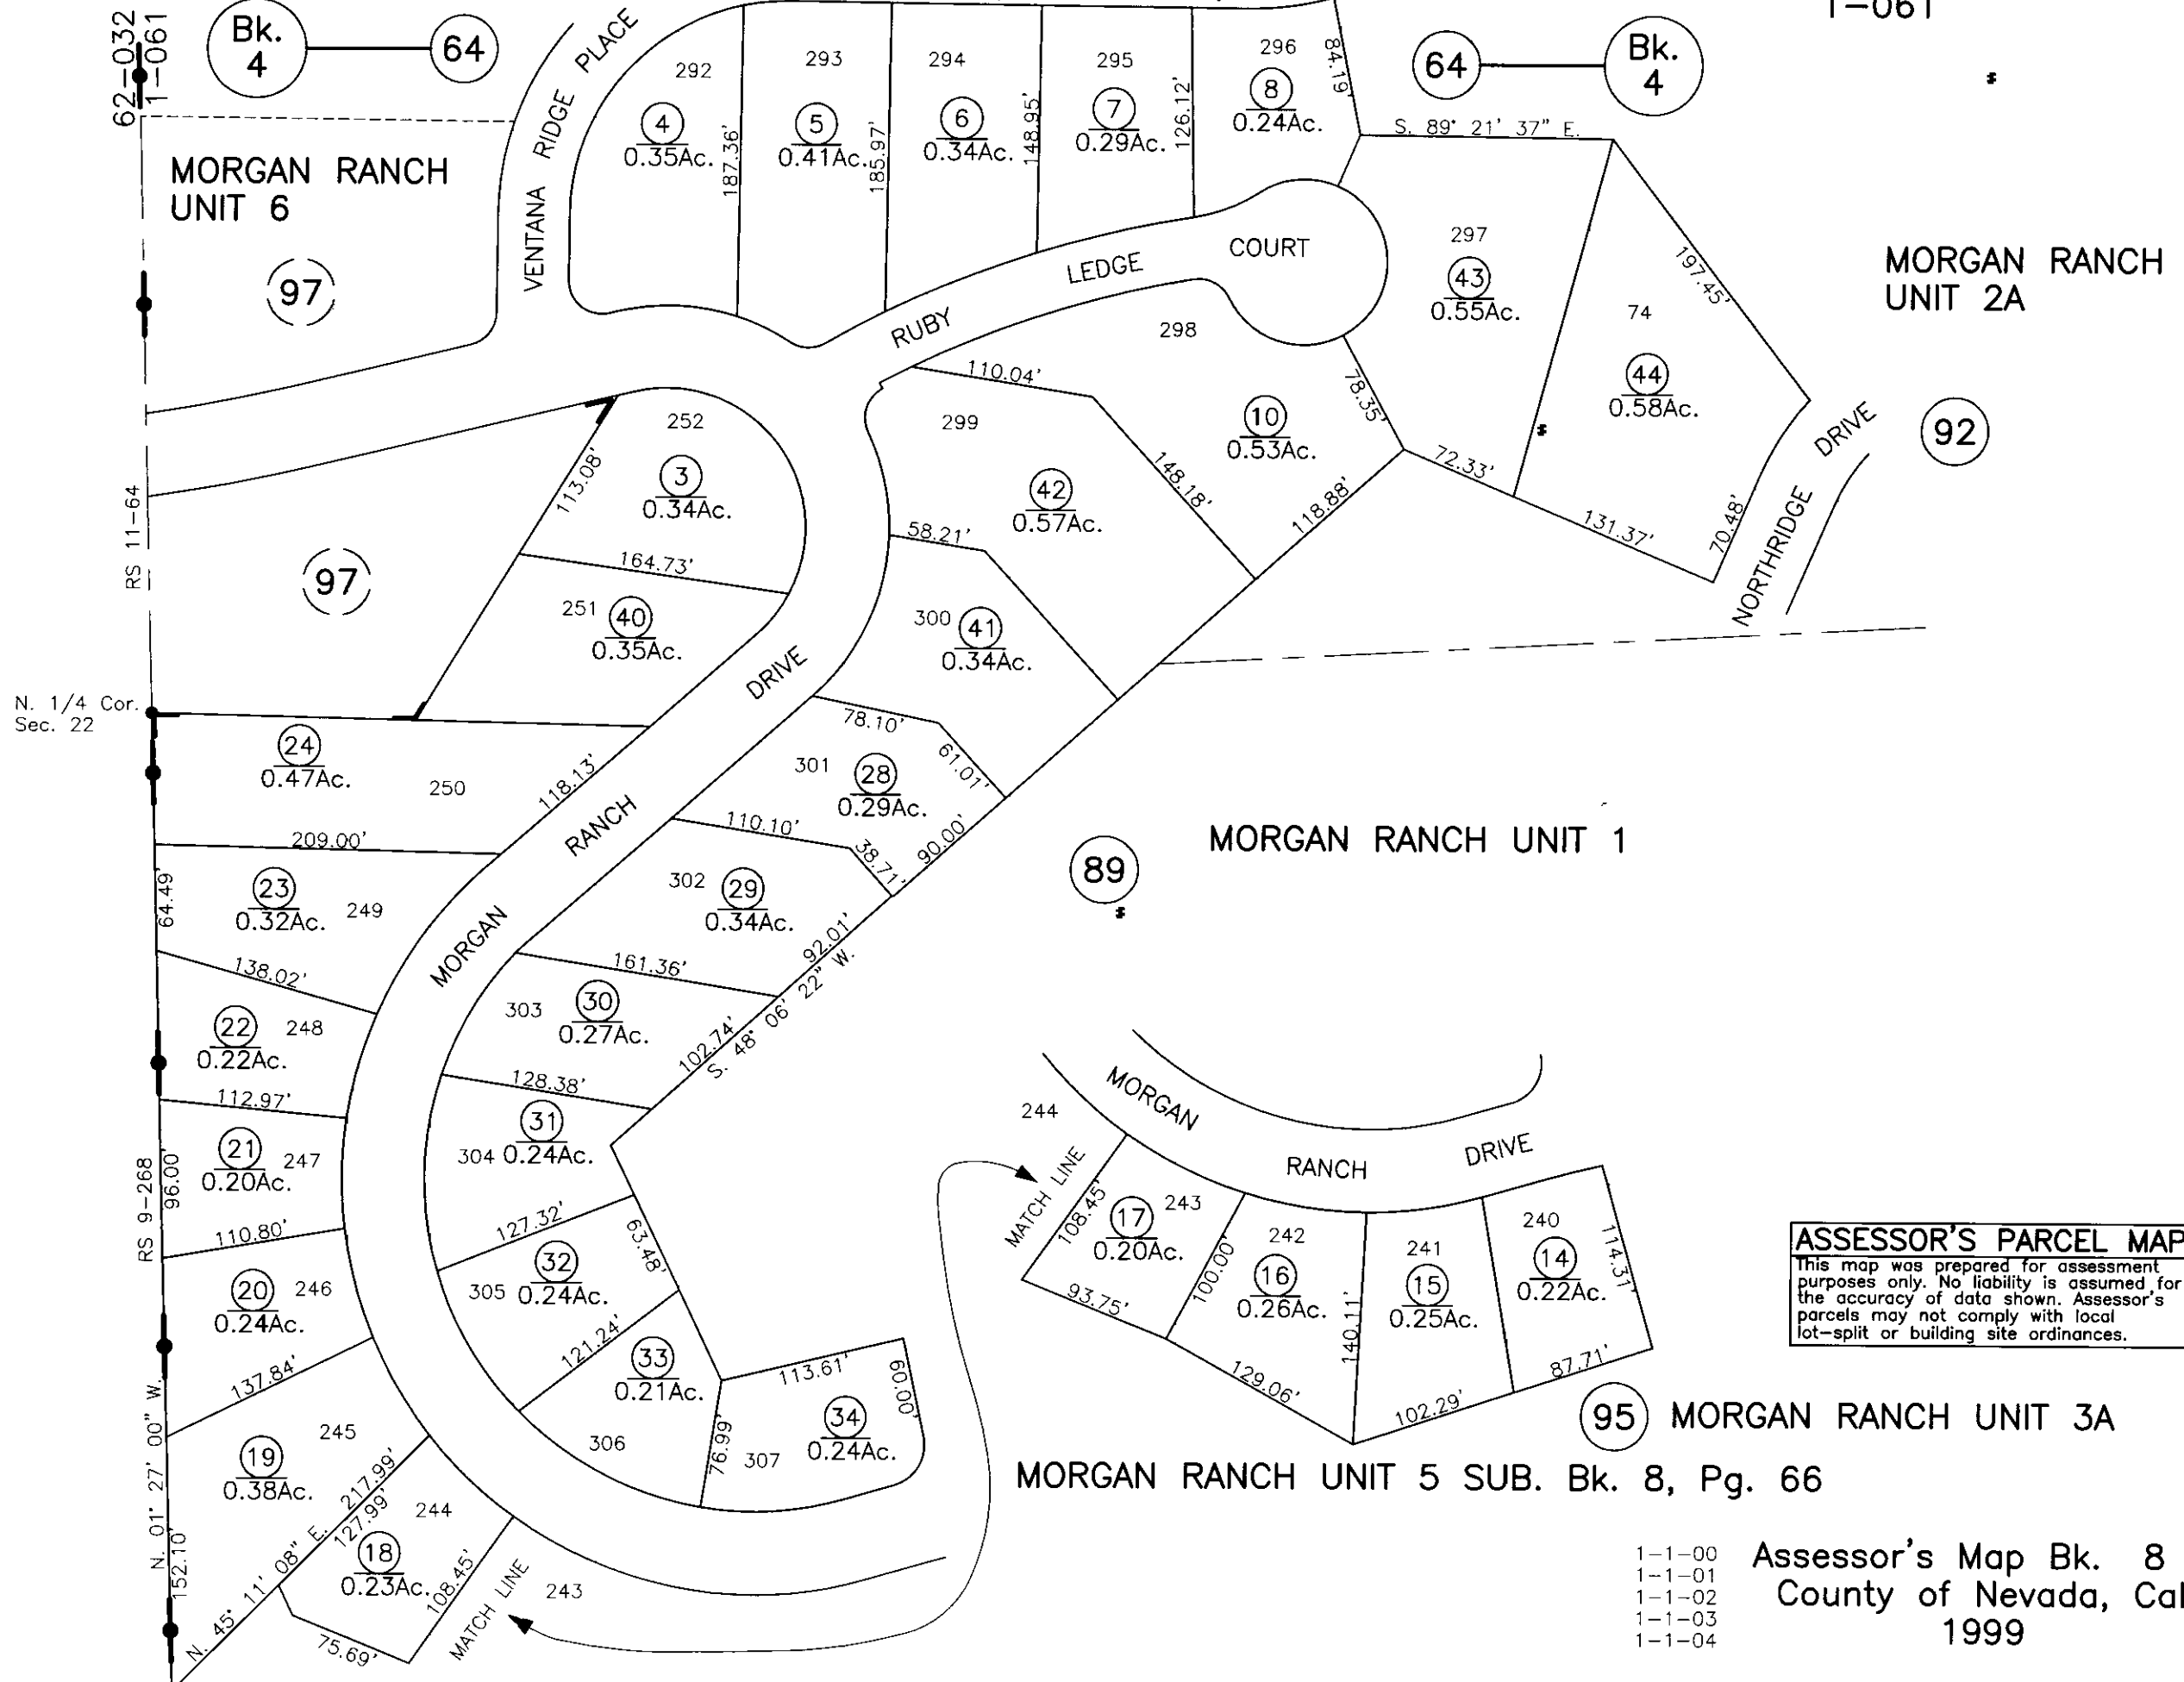 62-032
1-061
Bk.
4
64
VENTANA RIDGE PLACE
292
4
0.35Ac.
187.36'
293
5
0.41Ac.
185.97'
294
6
0.34Ac.
148.95'
295
7
0.29Ac.
126.12'
296
8
0.24Ac.
84.19'
64
Bk.
4
1-061
S. 89° 21' 37" E.
MORGAN RANCH
UNIT 6
97
RUBY LEDGE COURT
297
43
0.55Ac.
74
44
0.58Ac.
197.45'
MORGAN RANCH
UNIT 2A
92
NORTHRIDGE DRIVE
70.48'
131.37'
72.33'
78.35'
298
10
0.53Ac.
110.04'
148.18'
118.88'
299
42
0.57Ac.
58.21'
300
41
0.34Ac.
252
3
0.34Ac.
113.08'
164.73'
251
40
0.35Ac.
97
RS 11-64
N. 1/4 Cor.
Sec. 22
24
0.47Ac.
250
118.13'
209.00'
MORGAN RANCH DRIVE
78.10'
61.01'
301
28
0.29Ac.
110.10'
38.71'
90.00'
302
29
0.34Ac.
92.01'
S. 48° 06' 22" W.
161.36'
303
30
0.27Ac.
102.74'
128.38'
31
304 0.24Ac.
127.32'
63.48'
32
305 0.24Ac.
121.24'
33
0.21Ac.
306
76.99'
113.61'
60.00'
34
0.24Ac.
307
64.49'
23
0.32Ac.
249
138.02'
22
248
0.22Ac.
112.97'
21
247
0.20Ac.
96.00'
RS 9-268
110.80'
20
246
0.24Ac.
137.84'
245
19
0.38Ac.
217.99'
127.99'
N. 45° 11' 08" E.
N. 01° 27' 00" W.
152.10'
244
18
0.23Ac.
108.45'
75.69'
MATCH LINE
243
89
MORGAN RANCH UNIT 1
MORGAN RANCH DRIVE
244
MATCH LINE
108.45'
17
243
0.20Ac.
93.75'
100.00'
242
16
0.26Ac.
129.06'
140.11'
241
15
0.25Ac.
102.29'
240
14
0.22Ac.
114.31'
87.71'
ASSESSOR'S PARCEL MAP
This map was prepared for assessment
purposes only. No liability is assumed for
the accuracy of data shown. Assessor's
parcels may not comply with local
lot-split or building site ordinances.
95 MORGAN RANCH UNIT 3A
MORGAN RANCH UNIT 5 SUB. Bk. 8, Pg. 66
1-1-00
1-1-01
1-1-02
1-1-03
1-1-04
Assessor's Map Bk. 8
County of Nevada, Cal
1999